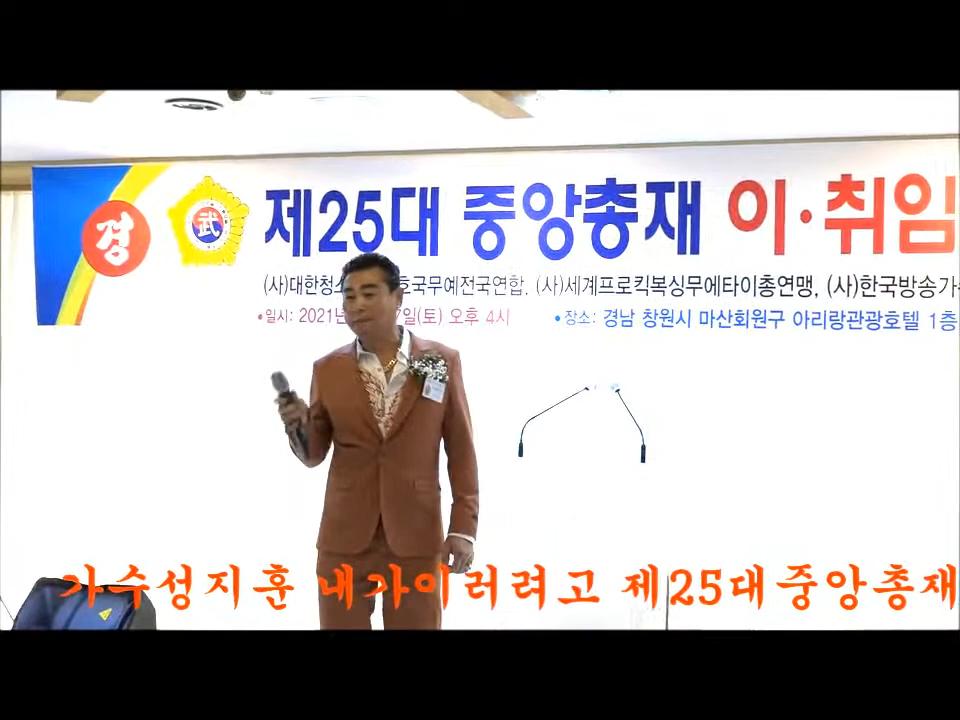 경
武
제25대 중앙총재 이·취임
(사)대한청소 호국무예전국연합, (사)세계프로킥복싱무에타이총연맹, (사)한국방송가
•일시: 2021년 7일(토) 오후 4시 •장소: 경남 창원시 마산회원구 아리랑관광호텔 1층
가수성지훈 내가이러려고 제25대중앙총재